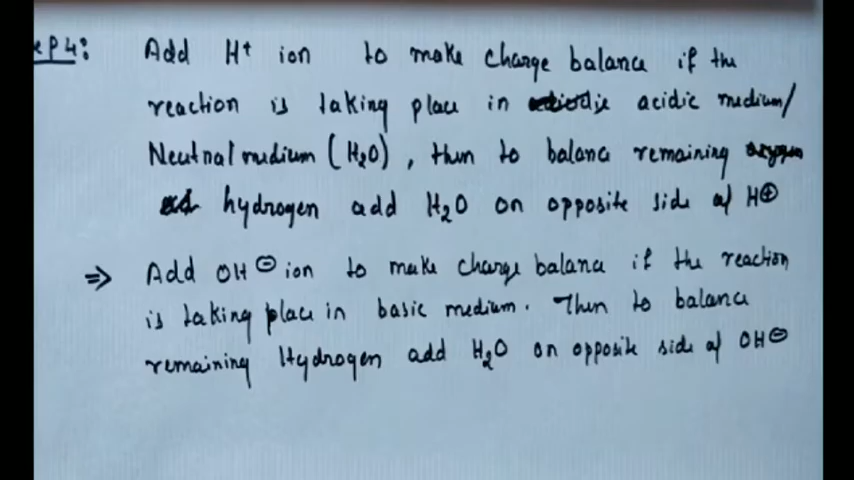 eP 4:
Add H+ ion to make charge balance if the
reaction is taking place in acidic medium/
Neutral medium (H₂O), then to balance remaining
hydrogen add H₂O on opposite side of H⊕
⇒ Add OH⊖ ion to make charge balance if the reaction
is taking place in basic medium. Then to balance
remaining Hydrogen add H₂O on opposite side of OH⊖